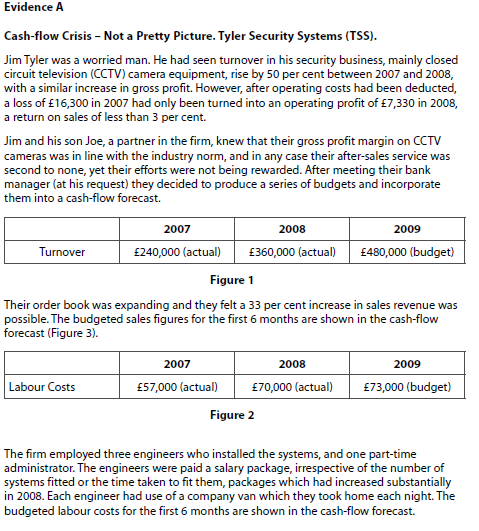 Evidence A
Cash-flow Crisis – Not a Pretty Picture. Tyler Security Systems (TSS).
Jim Tyler was a worried man. He had seen turnover in his security business, mainly closed
circuit television (CCTV) camera equipment, rise by 50 per cent between 2007 and 2008,
with a similar increase in gross profit. However, after operating costs had been deducted,
a loss of £16,300 in 2007 had only been turned into an operating profit of £7,330 in 2008,
a return on sales of less than 3 per cent.
Jim and his son Joe, a partner in the firm, knew that their gross profit margin on CCTV
cameras was in line with the industry norm, and in any case their after-sales service was
second to none, yet their efforts were not being rewarded. After meeting their bank
manager (at his request) they decided to produce a series of budgets and incorporate
them into a cash-flow forecast.
2007 2008 2009
Turnover £240,000 (actual) £360,000 (actual) £480,000 (budget)
Figure 1
Their order book was expanding and they felt a 33 per cent increase in sales revenue was
possible. The budgeted sales figures for the first 6 months are shown in the cash-flow
forecast (Figure 3).
2007 2008 2009
Labour Costs £57,000 (actual) £70,000 (actual) £73,000 (budget)
Figure 2
The firm employed three engineers who installed the systems, and one part-time
administrator. The engineers were paid a salary package, irrespective of the number of
systems fitted or the time taken to fit them, packages which had increased substantially
in 2008. Each engineer had use of a company van which they took home each night. The
budgeted labour costs for the first 6 months are shown in the cash-flow forecast.